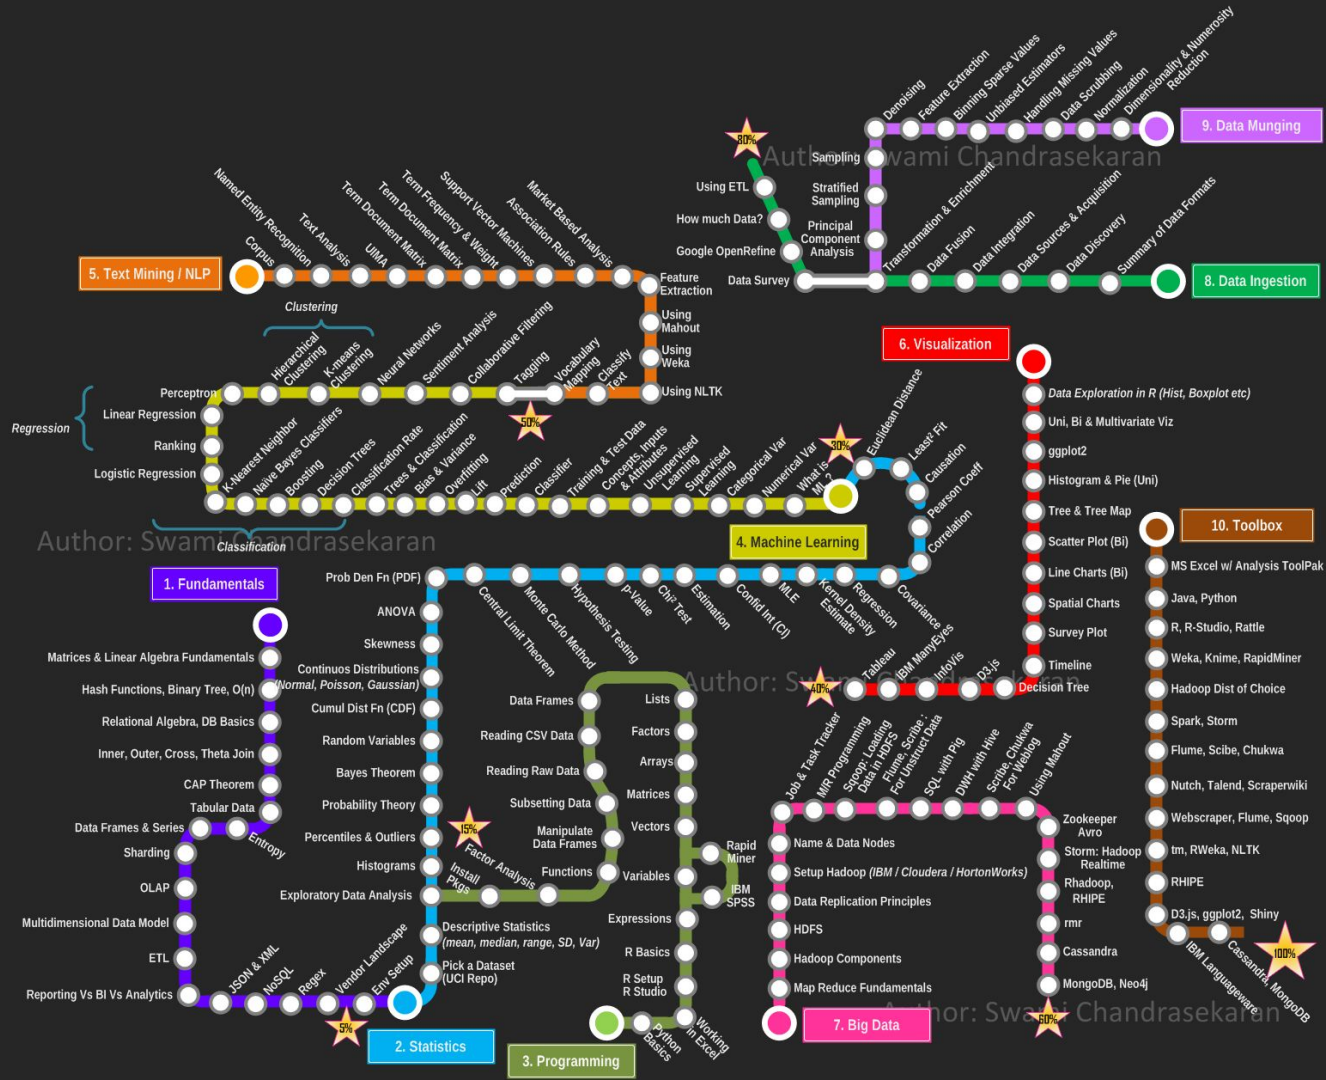 Denoising
Feature Extraction
Binning Sparse Values
Unbiased Estimators
Handling Missing Values
Data Scrubbing
Normalization
Dimensionality & Numerosity
Reduction
9. Data Munging
80%
Author: Swami Chandrasekaran
Sampling
Stratified
Sampling
Principal
Component
Analysis
Using ETL
How much Data?
Google OpenRefine
Data Survey
Transformation & Enrichment
Data Fusion
Data Integration
Data Sources & Acquisition
Data Discovery
Summary of Data Formats
8. Data Ingestion
5. Text Mining / NLP
Corpus
Named Entity Recognition
Text Analysis
UIMA
Term Document Matrix
Term Document Matrix
Term Frequency & Weight
Support Vector Machines
Association Rules
Market Based Analysis
Feature
Extraction
Using
Mahout
Using
Weka
Using NLTK
Classify
Text
Vocabulary
Mapping
Tagging
50%
Collaborative Filtering
Sentiment Analysis
Neural Networks
Clustering
K-means
Clustering
Hierarchical
Clustering
Perceptron
Linear Regression
Regression
Ranking
Logistic Regression
K Nearest Neighbor
Naive Bayes Classifiers
Boosting
Decision Trees
Classification Rate
Trees & Classification
Bias & Variance
Overfitting
Lift
Prediction
Classifier
Training & Test Data
Concepts, Inputs
& Attributes
Unsupervised
Learning
Supervised
Learning
Categorical Var
Numerical Var
What is
ML?
30%
Classification
Author: Swami Chandrasekaran
4. Machine Learning
Euclidean Distance
Least² Fit
Causation
Pearson Coeff
Correlation
Covariance
Regression
Kernel Density
Estimate
MLE
Confid Int (CI)
Estimation
Chi² Test
p-Value
Hypothesis Testing
Monte Carlo Method
Central Limit Theorem
Prob Den Fn (PDF)
ANOVA
Skewness
Continuos Distributions
(Normal, Poisson, Gaussian)
Cumul Dist Fn (CDF)
Random Variables
Bayes Theorem
Probability Theory
Percentiles & Outliers
Histograms
Exploratory Data Analysis
Descriptive Statistics
(mean, median, range, SD, Var)
Pick a Dataset
(UCI Repo)
2. Statistics
1. Fundamentals
Matrices & Linear Algebra Fundamentals
Hash Functions, Binary Tree, O(n)
Relational Algebra, DB Basics
Inner, Outer, Cross, Theta Join
CAP Theorem
Tabular Data
Entropy
Data Frames & Series
Sharding
OLAP
Multidimensional Data Model
ETL
Reporting Vs BI Vs Analytics
JSON & XML
NoSQL
Regex
Vendor Landscape
Env Setup
5%
3. Programming
Python
Basics
Working
in Excel
R Setup
R Studio
R Basics
Expressions
Variables
IBM
SPSS
Rapid
Miner
Vectors
Matrices
Arrays
Factors
Lists
Data Frames
Reading CSV Data
Reading Raw Data
Subsetting Data
Manipulate
Data Frames
Functions
Factor Analysis
Install
Pkgs
15%
6. Visualization
Data Exploration in R (Hist, Boxplot etc)
Uni, Bi & Multivariate Viz
ggplot2
Histogram & Pie (Uni)
Tree & Tree Map
Scatter Plot (Bi)
Line Charts (Bi)
Spatial Charts
Survey Plot
Timeline
Decision Tree
D3.js
InfoVis
IBM ManyEyes
Tableau
40%
Author: Swami Chandrasekaran
7. Big Data
Map Reduce Fundamentals
Hadoop Components
HDFS
Data Replication Principles
Setup Hadoop (IBM / Cloudera / HortonWorks)
Name & Data Nodes
Job & Task Tracker
M/R Programming
Sqoop: Loading
Data in HDFS
Flume, Scribe :
For Unstruct Data
SQL with Pig
DWH with Hive
Scribe, Chukwa
For Weblog
Using Mahout
Zookeeper
Avro
Storm: Hadoop
Realtime
Rhadoop,
RHIPE
rmr
Cassandra
MongoDB, Neo4j
60%
Author: Swami Chandrasekaran
10. Toolbox
MS Excel w/ Analysis ToolPak
Java, Python
R, R-Studio, Rattle
Weka, Knime, RapidMiner
Hadoop Dist of Choice
Spark, Storm
Flume, Scibe, Chukwa
Nutch, Talend, Scraperwiki
Webscraper, Flume, Sqoop
tm, RWeka, NLTK
RHIPE
D3.js, ggplot2, Shiny
IBM Languageware
Cassandra, MongoDB
100%